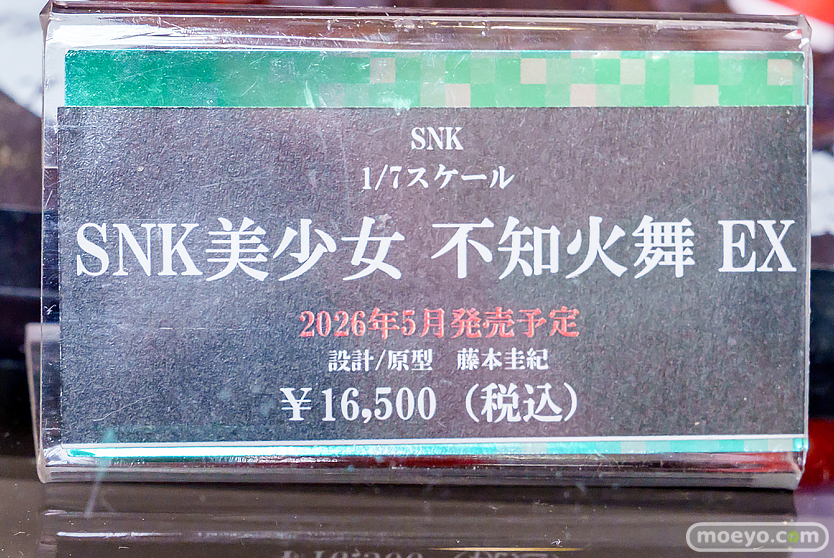 SNK
1/7スケール
SNK美少女 不知火舞 EX
2026年5月発売予定
設計/原型 藤本圭紀
￥16,500（税込）
moeyo.com